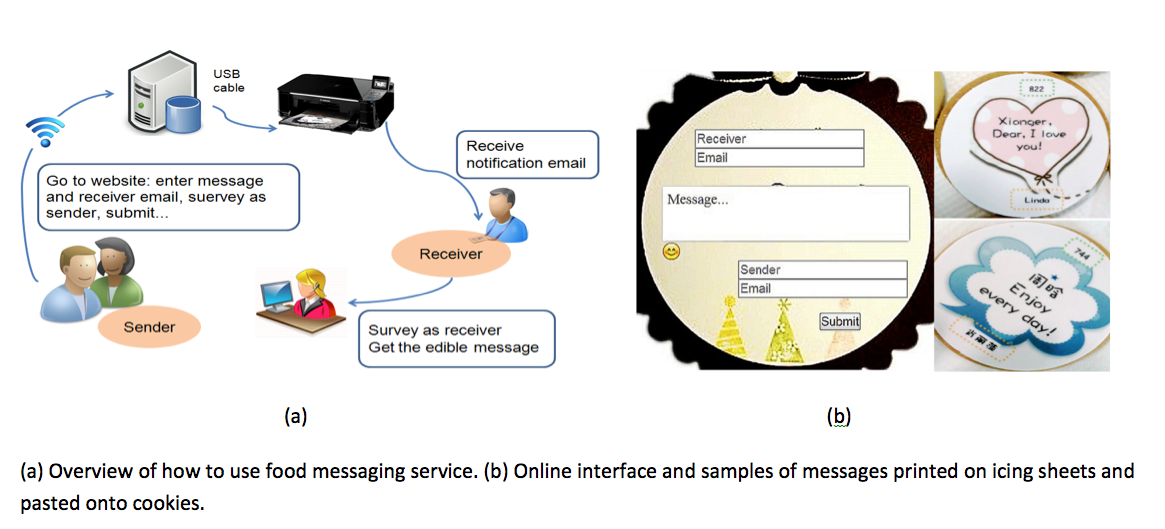 USB
cable
Receive
notification email
Go to website: enter message
and receiver email, suervey as
sender, submit...
Receiver
Sender
Survey as receiver
Get the edible message
(a)
Receiver
Email
Message...
Sender
Email
Submit
822
Xionger,
Dear, I love
you!
Linda
744
Enjoy
every day!
(b)
(a) Overview of how to use food messaging service. (b) Online interface and samples of messages printed on icing sheets and
pasted onto cookies.